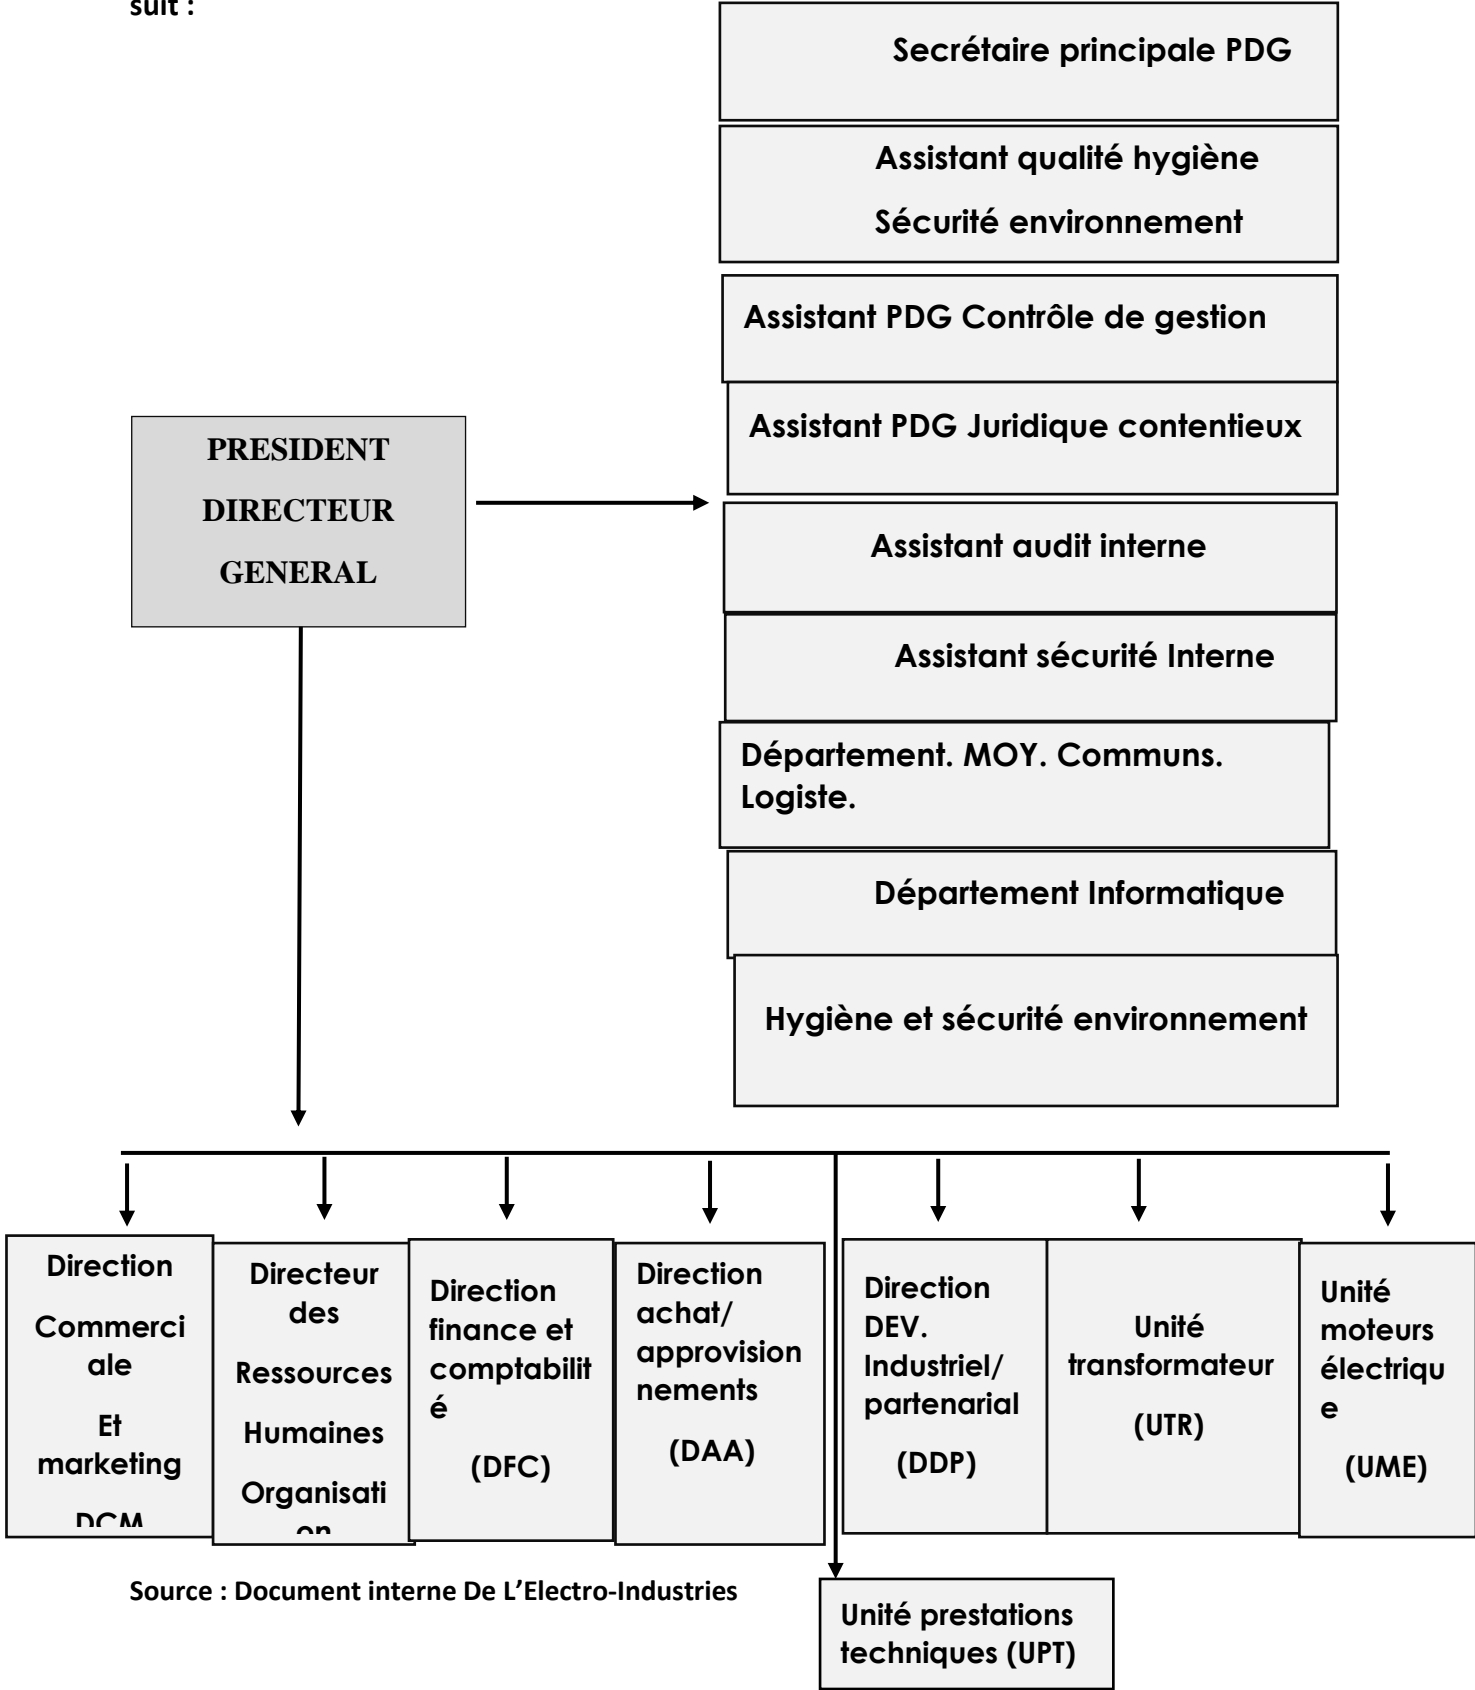 suit :
Secrétaire principale PDG
Assistant qualité hygiène
Sécurité environnement
Assistant PDG Contrôle de gestion
Assistant PDG Juridique contentieux
PRESIDENT
DIRECTEUR
GENERAL
Assistant audit interne
Assistant sécurité Interne
Département. MOY. Communs.
Logiste.
Département Informatique
Hygiène et sécurité environnement
Direction
Commerci
ale
Et
marketing
DCM
Directeur
des
Ressources
Humaines
Organisati
on
Direction
finance et
comptabilit
é
(DFC)
Direction
achat/
approvision
nements
(DAA)
Direction
DEV.
Industriel/
partenarial
(DDP)
Unité
transformateur
(UTR)
Unité
moteurs
électriqu
e
(UME)
Source : Document interne De L’Electro-Industries
Unité prestations
techniques (UPT)